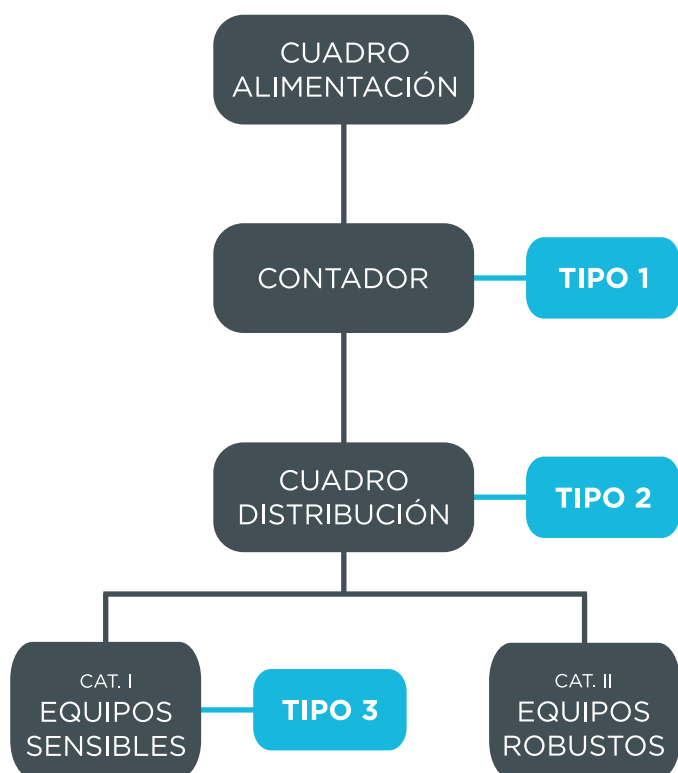 CUADRO
ALIMENTACIÓN
CONTADOR
TIPO 1
CUADRO
DISTRIBUCIÓN
TIPO 2
CAT. I
EQUIPOS
SENSIBLES
TIPO 3
CAT. II
EQUIPOS
ROBUSTOS